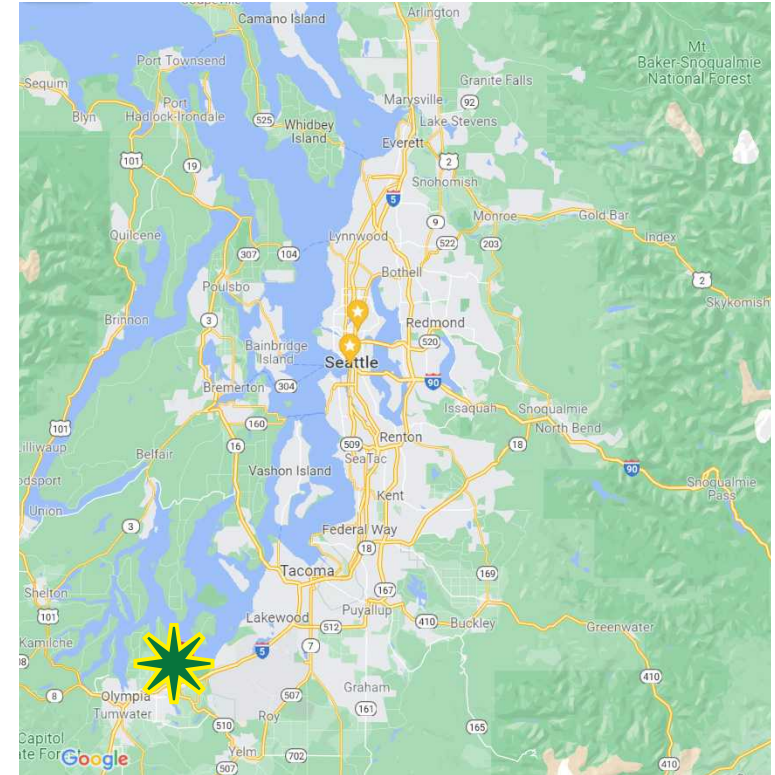 Coupeville
Camano Island
Arlington
Port Townsend
Mt.
Baker-Snoqualmie
National Forest
Sequim
Granite Falls
Port
Hadlock-Irondale
Marysville
92
Blyn
525
Whidbey
Island
Lake Stevens
Everett
101
19
2
Snohomish
5
Monroe
Gold Bar
9
Quilcene
Lynnwood
522
203
Index
307
104
Bothell
2
Poulsbo
Skykomish
Brinnon
3
Redmond
Bainbridge
Island
520
Seattle
Bremerton
304
90
Issaquah
Snoqualmie
North Bend
101
160
Renton
Lilliwaup
Belfair
16
509
18
SeaTac
90
Vashon Island
Snoqualmie
Pass
Kent
Union
3
Federal Way
18
Tacoma
169
Shelton
167
101
Lakewood
Puyallup
512
410
Buckley
Greenwater
Kamilche
7
5
410
8
Olympia
Graham
507
Tumwater
Roy
161
510
165
Capitol
Yelm
702
Google
507
410